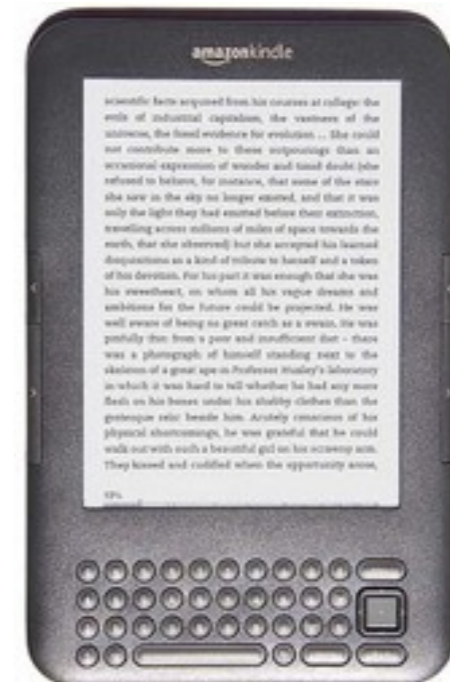 amazonkindle
scientific facts acquired from his courses at college: the
evils of industrial capitalism, the vastness of the
universe, the fossil evidence for evolution ... She could
not contribute more to these outpourings than an
occasional expression of wonder and timid doubt (she
refused to believe, for instance, that some of the stars
she saw in the sky no longer existed, and that it was
only the light they had emitted before their extinction,
travelling across millions of miles of space towards the
earth, that she observed) but she accepted his learned
disquisitions as a kind of tribute to herself and a token
of his devotion. For his part it was enough that she was
his sweetheart, on whom all his vague dreams and
ambitions for the future could be projected. He was
well aware of being no great catch as a swain. He was
pitifully thin from a poor and insufficient diet – there
was a photograph of himself standing next to the
skeleton of a great ape in Professor Huxley's laboratory
in which it was hard to tell whether he had any more
flesh on his bones under his shabby clothes than the
grotesque relic beside him. Acutely conscious of his
physical shortcomings, he was grateful that he could
walk out with such a beautiful girl on his scrawny arm.
They kissed and cuddled when the opportunity arose,